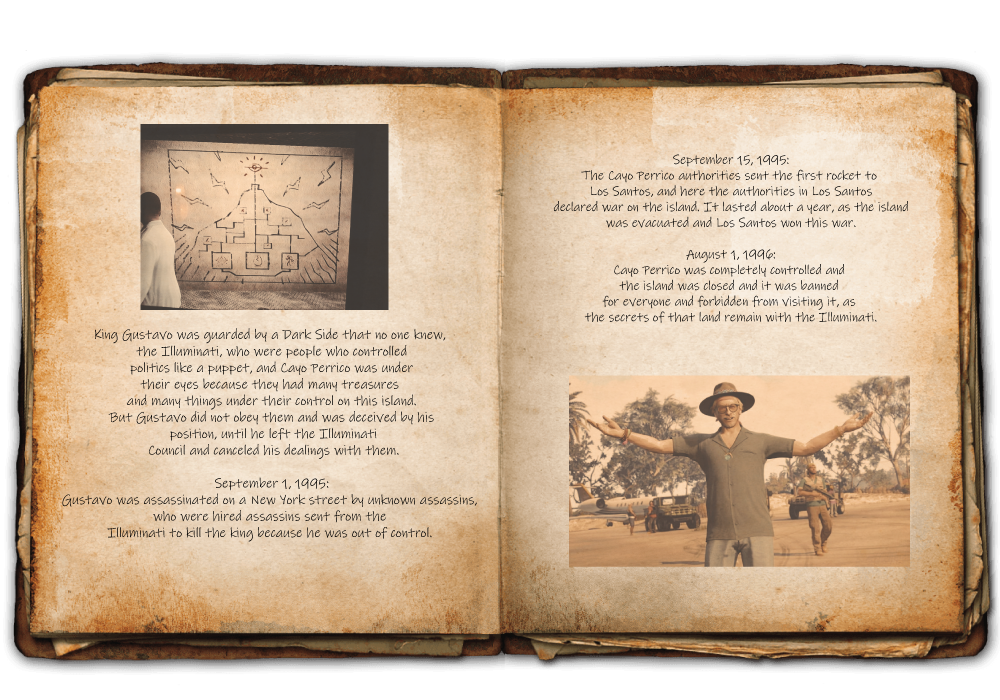 King Gustavo was guarded by a Dark Side that no one knew,
the Illuminati, who were people who controlled
politics like a puppet, and Cayo Perrico was under
their eyes because they had many treasures
and many things under their control on this island.
But Gustavo did not obey them and was deceived by his
position, until he left the Illuminati
Council and canceled his dealings with them.
September 1, 1995:
Gustavo was assassinated on a New York street by unknown assassins,
who were hired assassins sent from the
Illuminati to kill the king because he was out of control.
September 15, 1995:
The Cayo Perrico authorities sent the first rocket to
Los Santos, and here the authorities in Los Santos
declared war on the island. It lasted about a year, as the island
was evacuated and Los Santos won this war.
August 1, 1996:
Cayo Perrico was completely controlled and
the island was closed and it was banned
for everyone and forbidden from visiting it, as
the secrets of that land remain with the Illuminati.